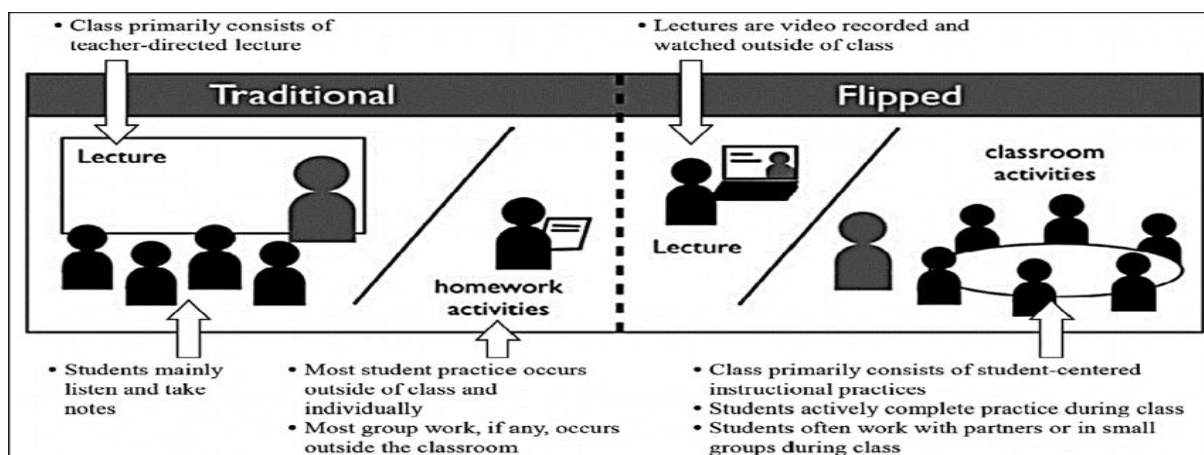 • Class primarily consists of
teacher-directed lecture
• Lectures are video recorded and
watched outside of class
Traditional
Flipped
Lecture
homework
activities
Lecture
classroom
activities
• Students mainly
listen and take
notes
• Most student practice occurs
outside of class and
individually
• Most group work, if any, occurs
outside the classroom
• Class primarily consists of student-centered
instructional practices
• Students actively complete practice during class
• Students often work with partners or in small
groups during class